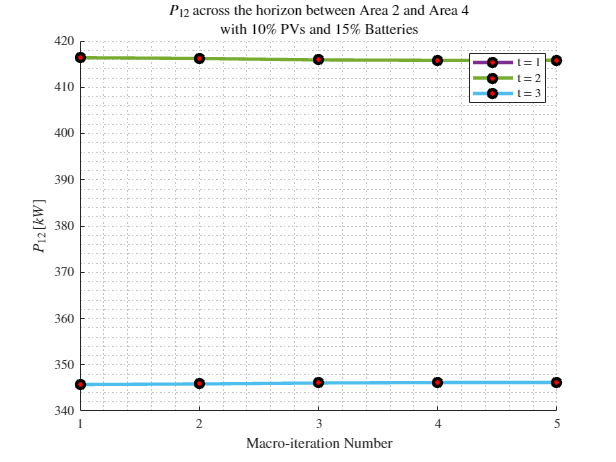 P12 across the horizon between Area 2 and Area 4
with 10% PVs and 15% Batteries
420
410
400
390
380
370
360
350
340
P12 [kW]
t = 1
t = 2
t = 3
1 2 3 4 5
Macro-iteration Number